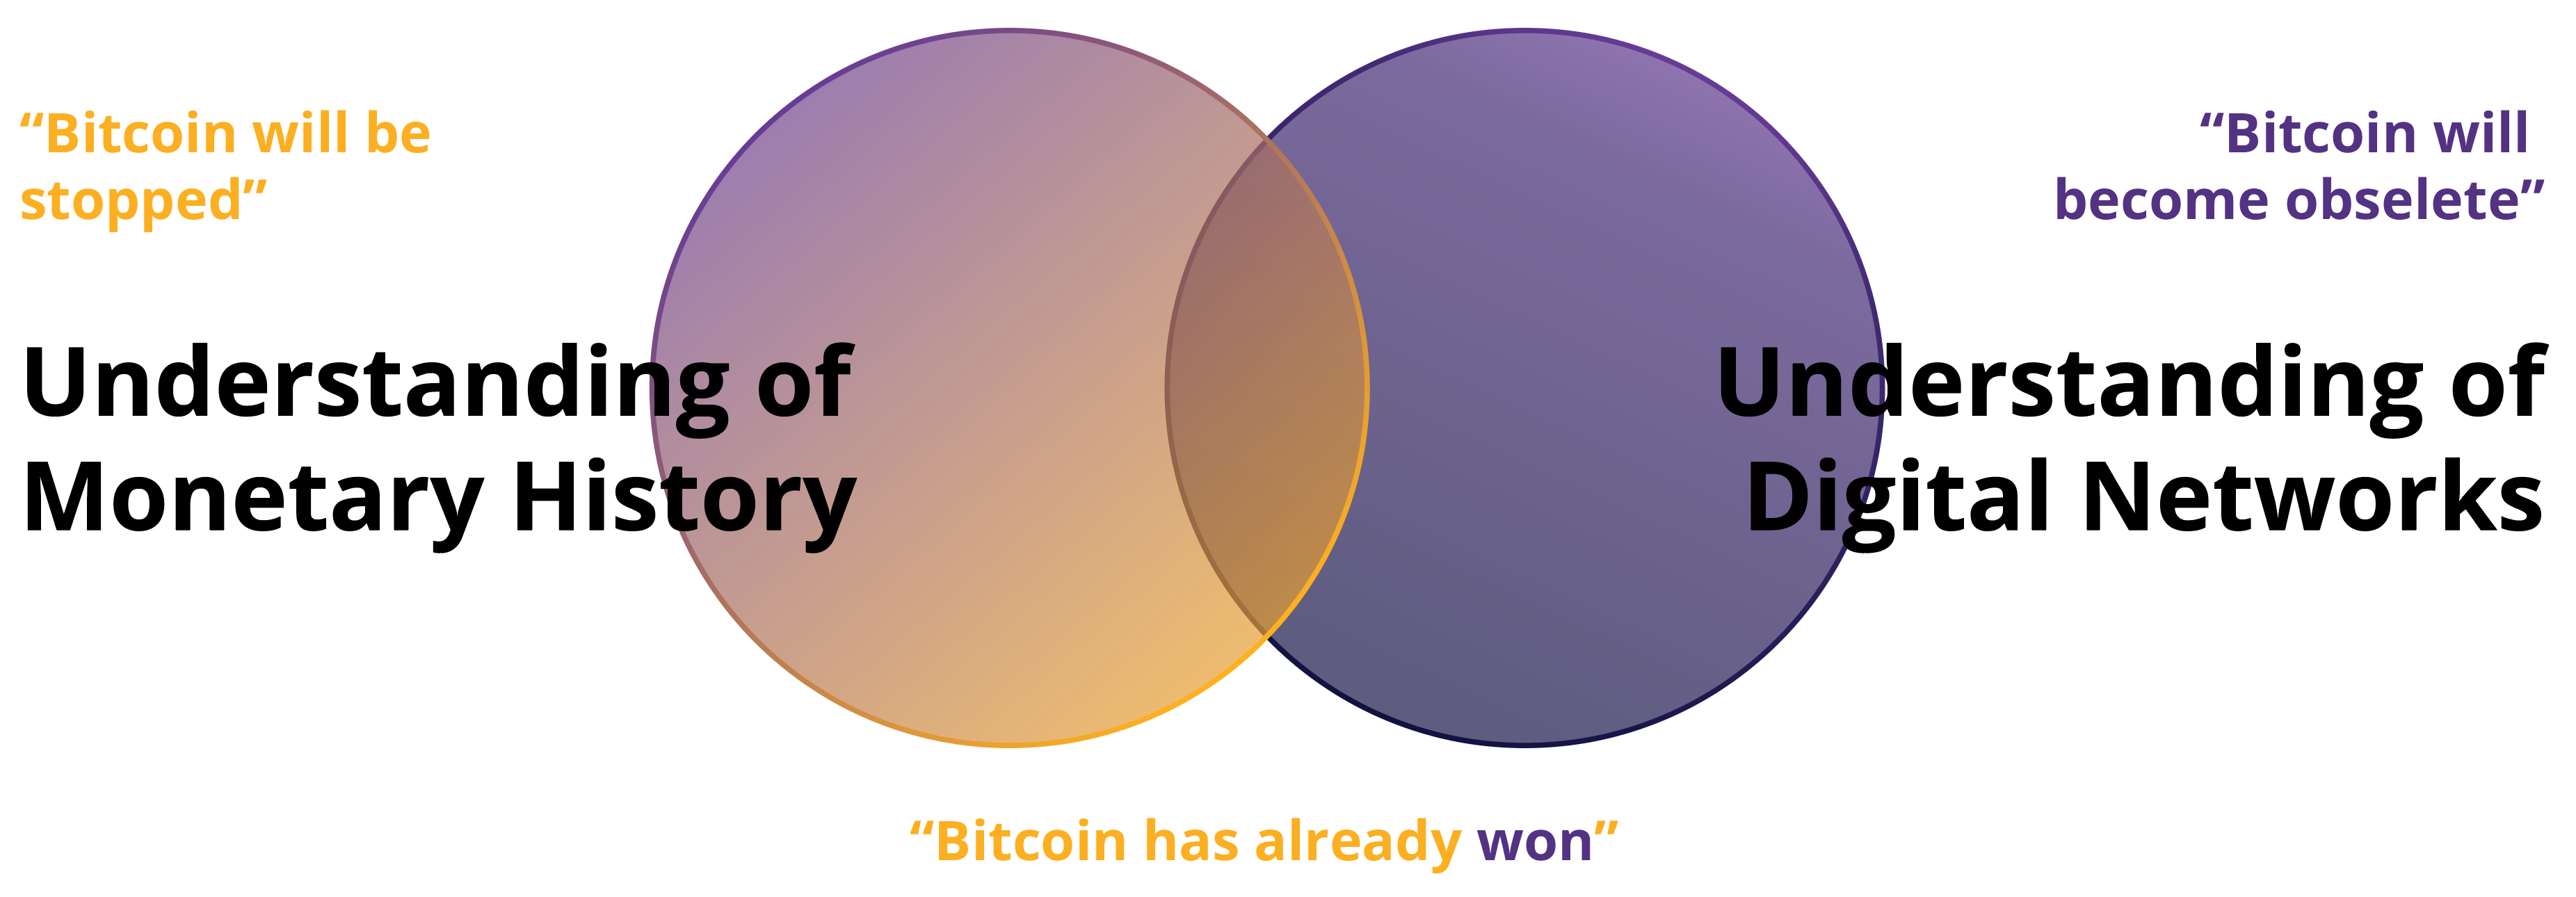 “Bitcoin will be
stopped”
Understanding of
Monetary History
“Bitcoin will
become obselete”
Understanding of
Digital Networks
“Bitcoin has already won”